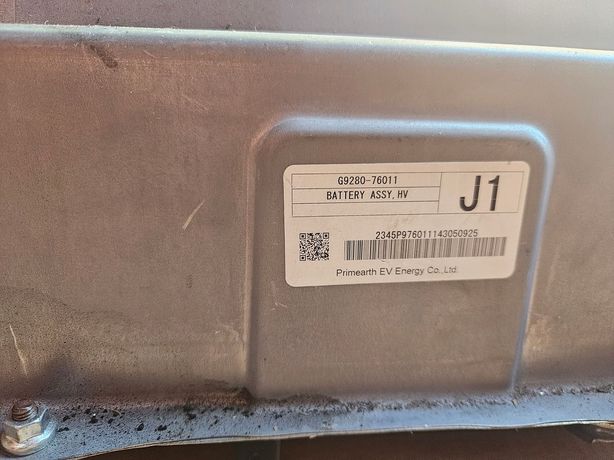 G9280-76011
BATTERY ASSY, HV
J1
2345P976011143050925
Primearth EV Energy Co.,Ltd.